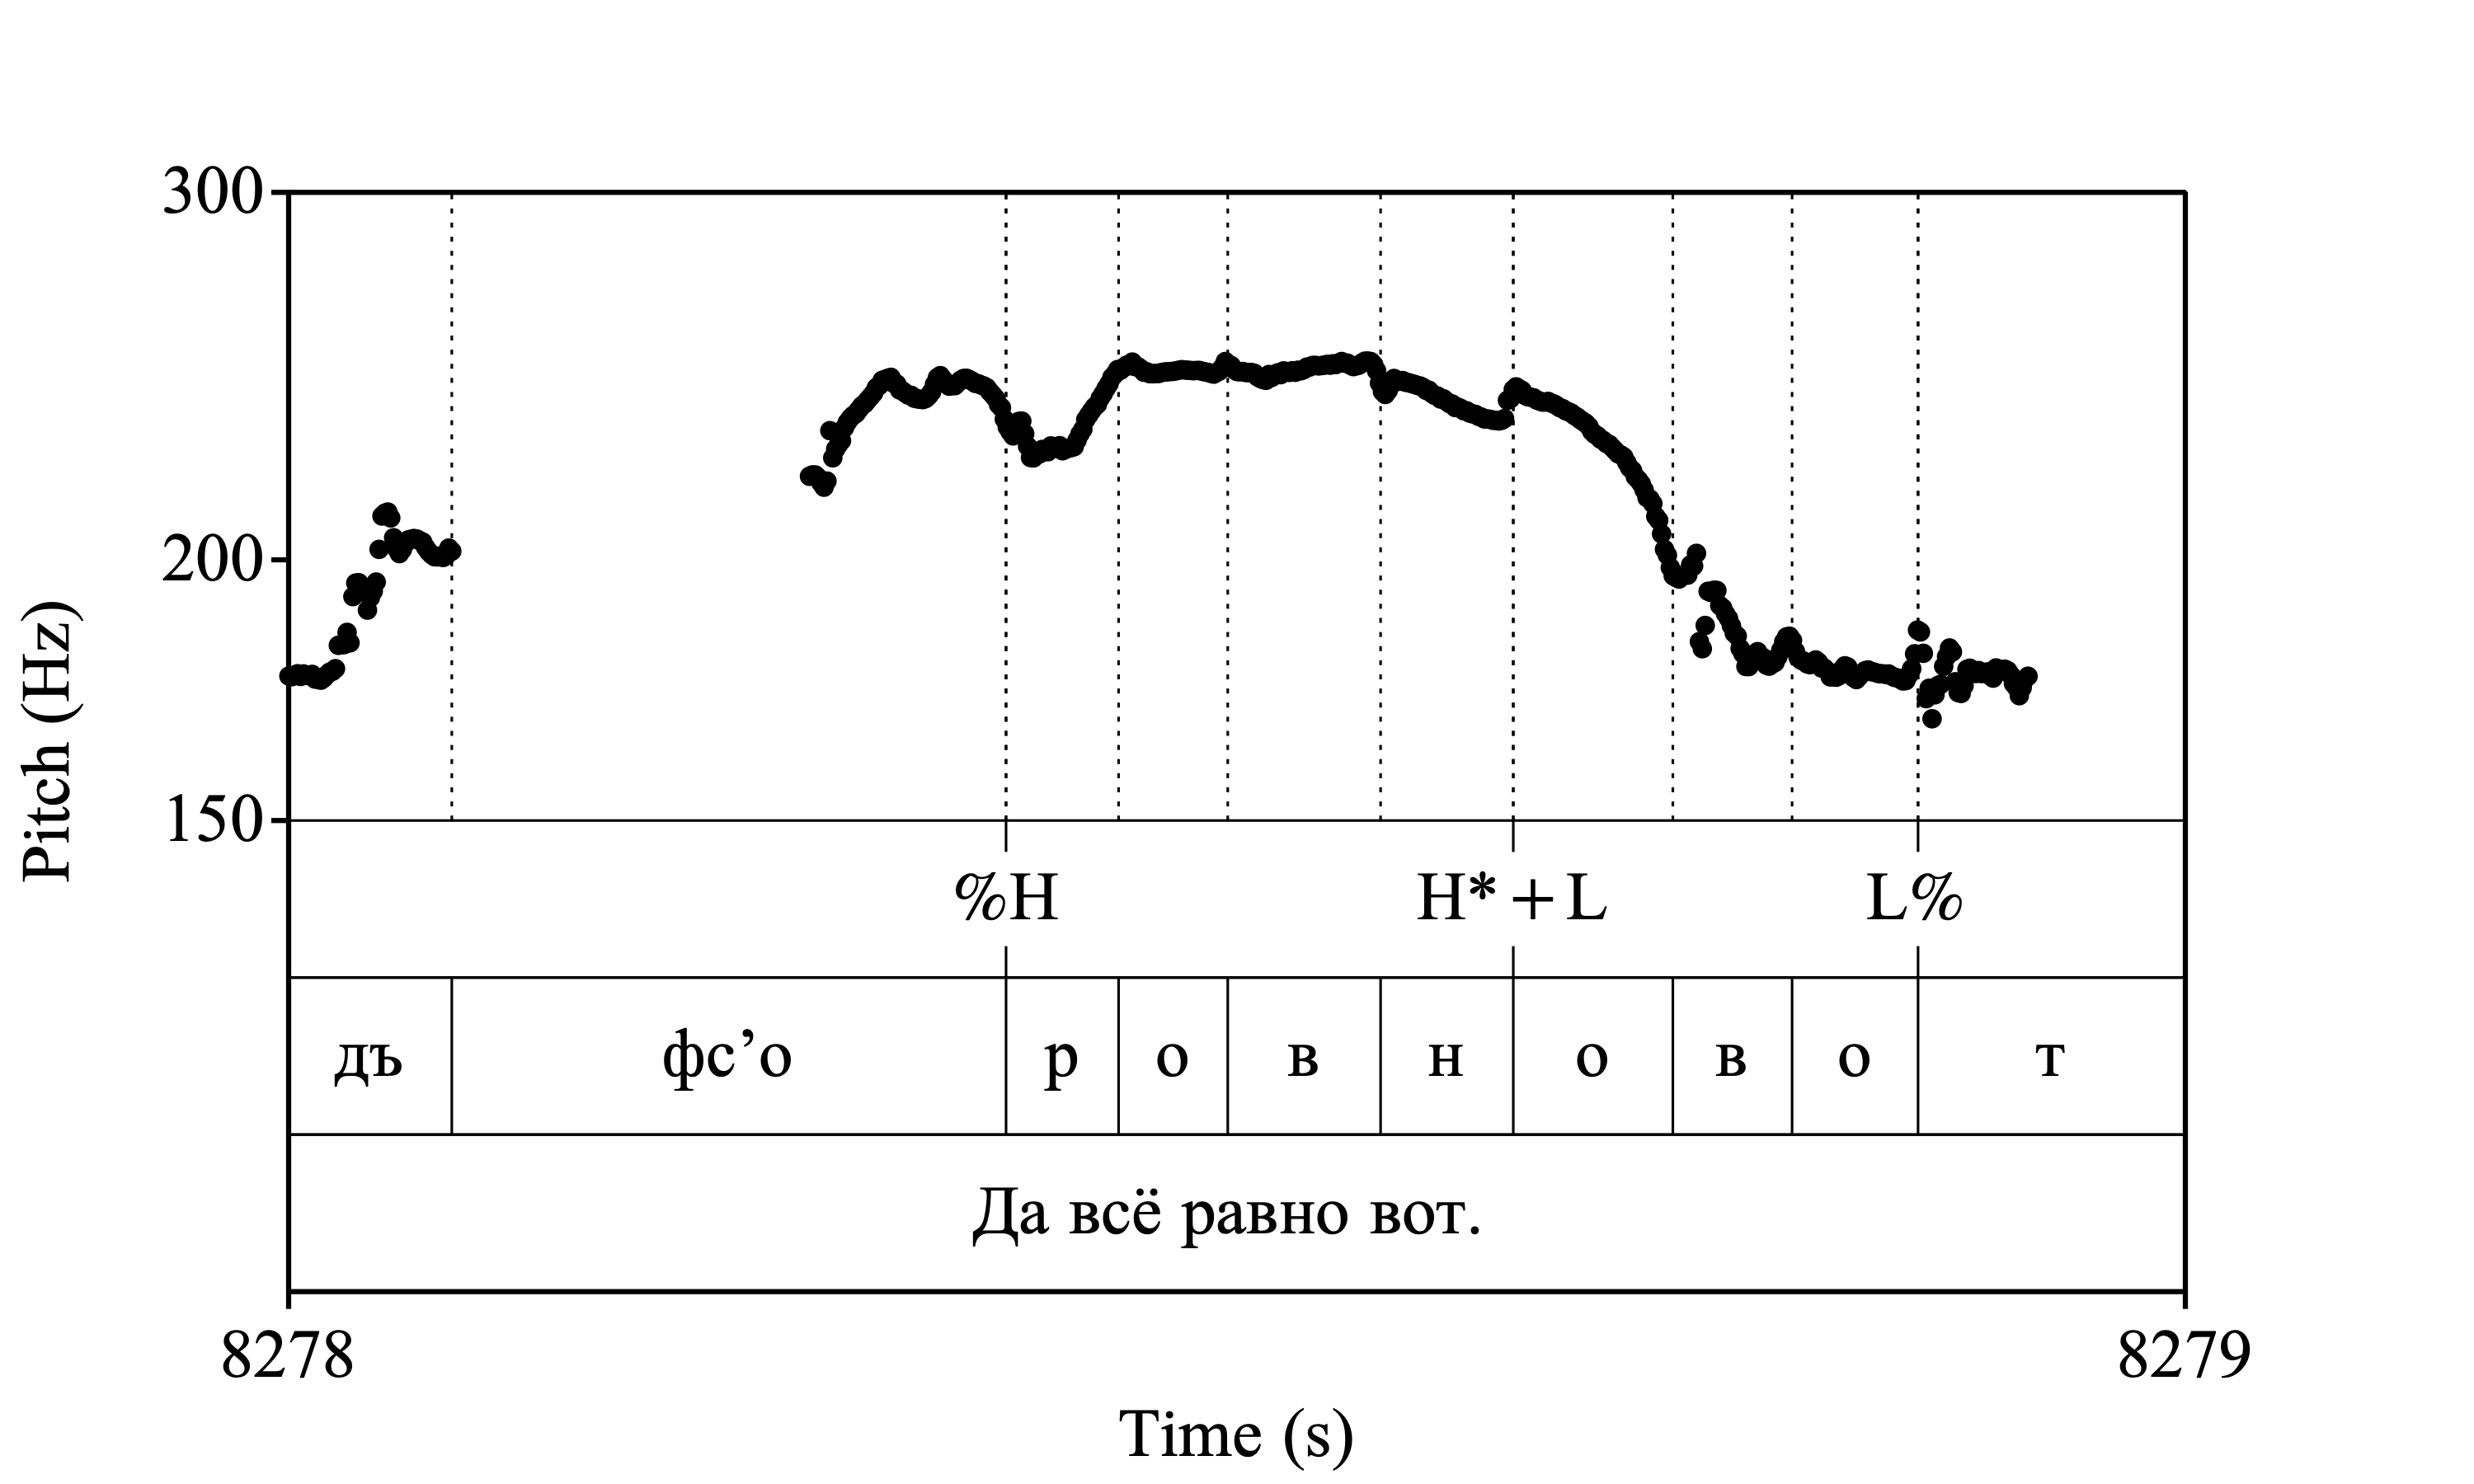 300
200
150
Pitch (Hz)
%H H*+L L%
дъ фс’о р о в н о в о т
Да всё равно вот.
8278 8279
Time (s)